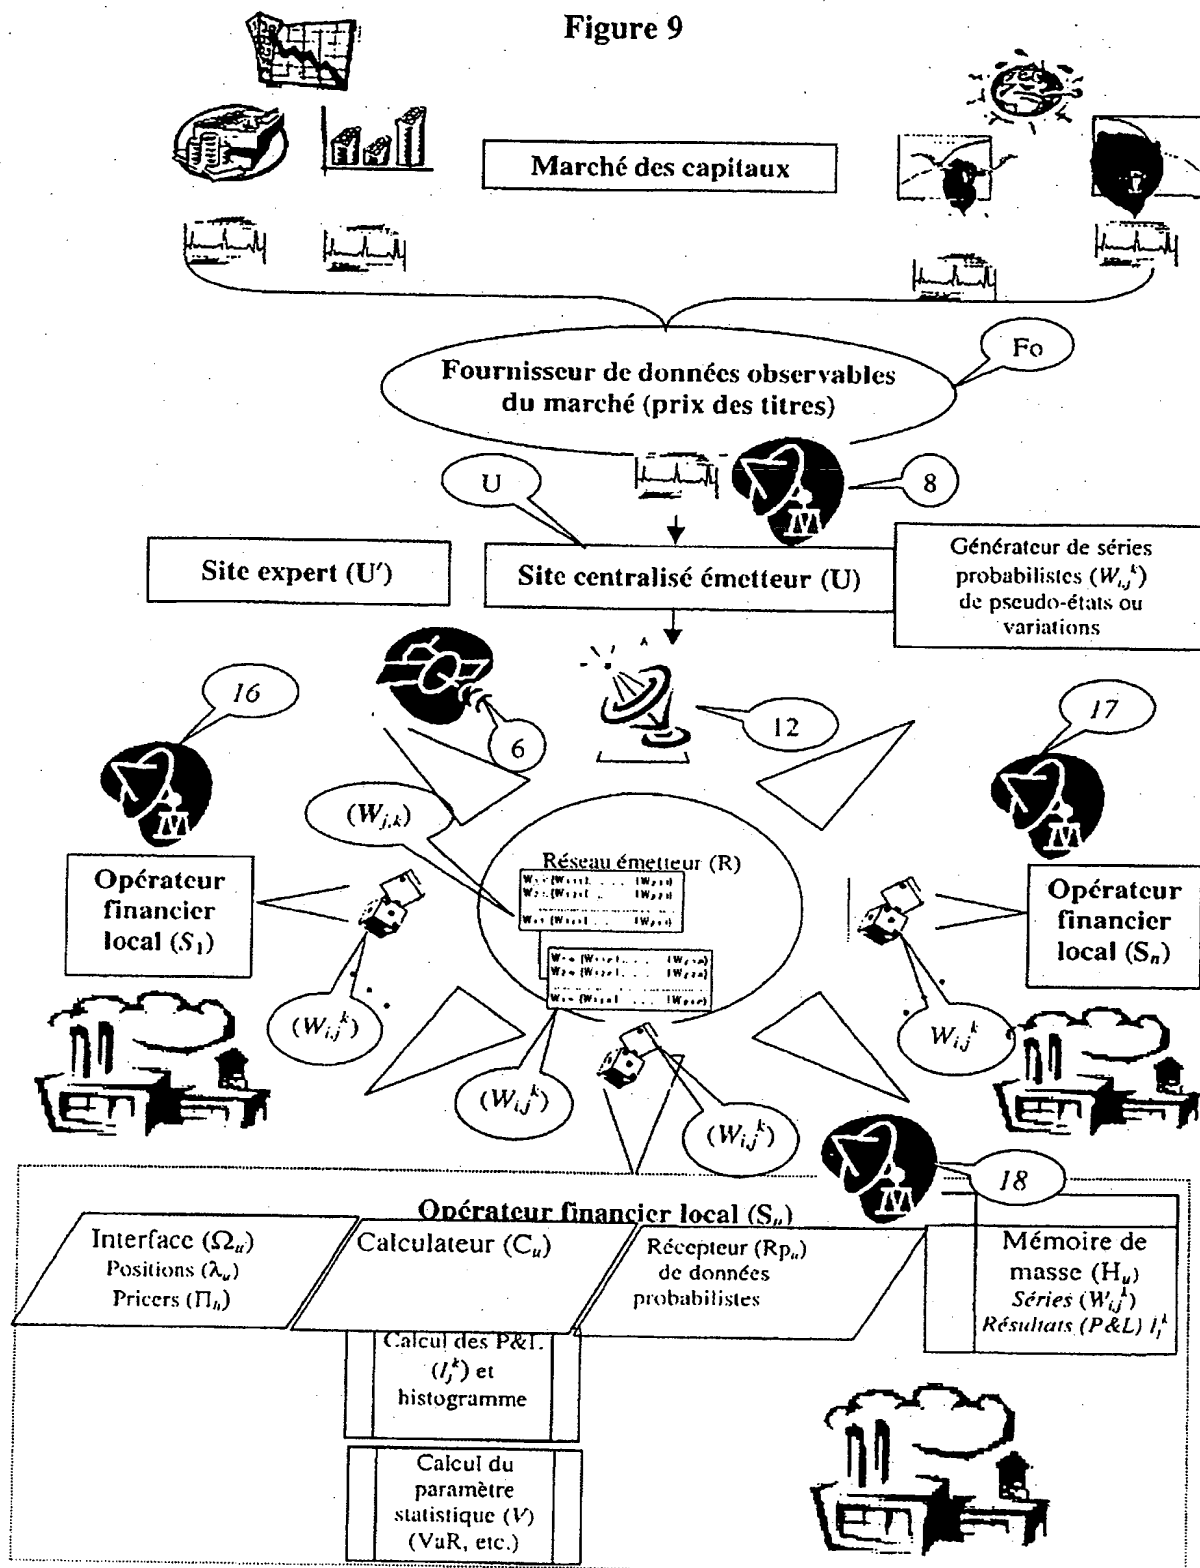 Figure 9
Marché des capitaux
Fo
Fournisseur de données observables
du marché (prix des titres)
U
8
Site expert (U')
Site centralisé émetteur (U)
Générateur de séries
probabilistes (W_{i,j}^k)
de pseudo-états ou
variations
16
6
12
17
(W_{j,k})
Réseau émetteur (R)
Opérateur
financier
local (S_1)
Opérateur
financier
local (S_n)
(W_{i,j}^k)
W_{i,j}^k
(W_{i,j}^k)
(W_{i,j}^k)
18
Opérateur financier local (S_u)
Interface (Ω_u)
Positions (λ_u)
Pricers (Π_h)
Calculateur (C_u)
Récepteur (Rp_u)
de données
probabilistes
Mémoire de
masse (H_u)
Séries (W_{i,j}^k)
Résultats (P&L) l_j^k
Calcul des P&L
(l_j^k) et
histogramme
Calcul du
paramètre
statistique (V)
(VaR, etc.)